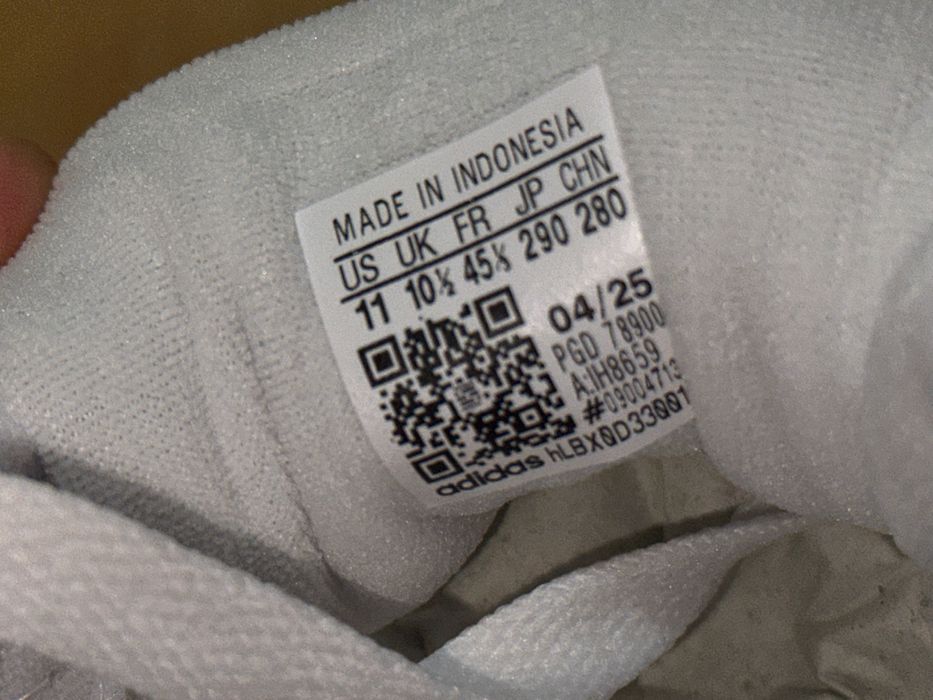 MADE IN INDONESIA
US UK FR JP CHN
11 10½ 45⅓ 290 280
04/25
PGD 78900
A:IH8659
#09004713
adidas hLBX0D33001